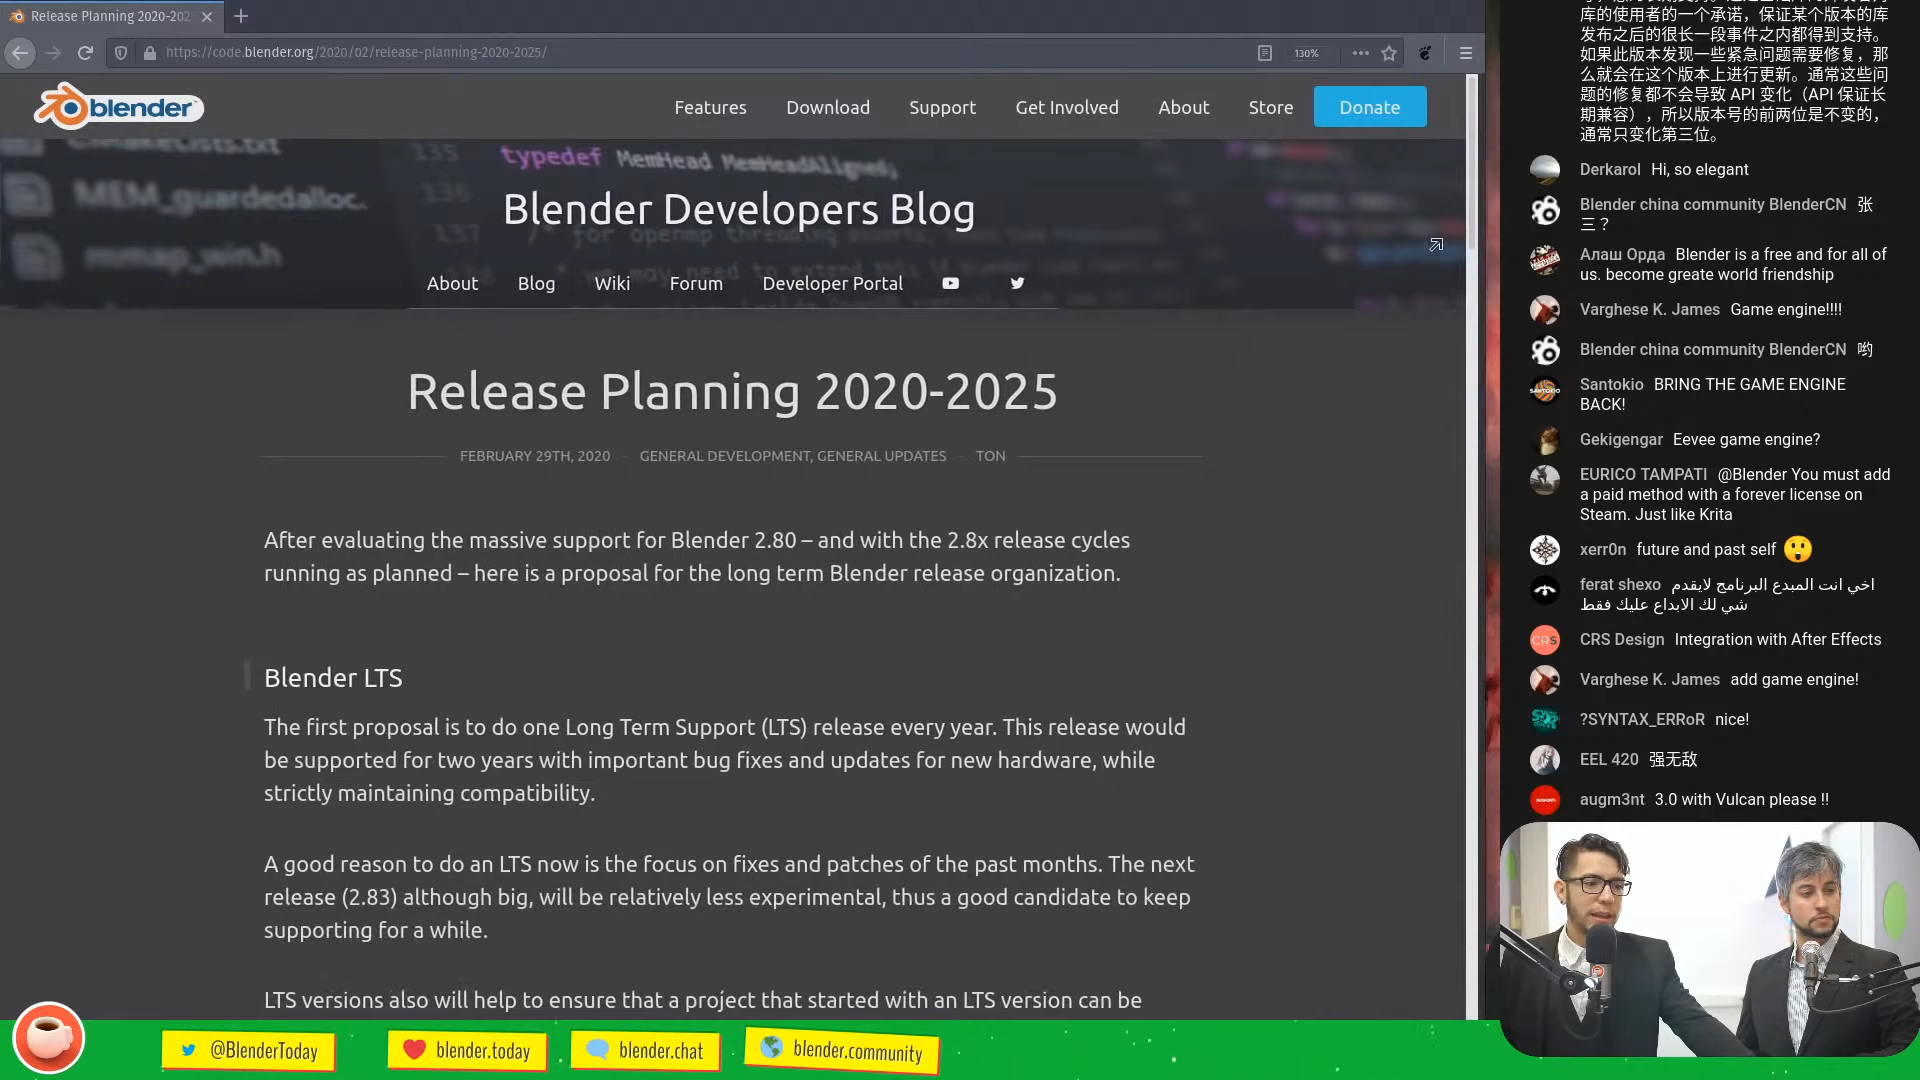 Release Planning 2020-202
https://code.blender.org/2020/02/release-planning-2020-2025/
130%
blender
Features Download Support Get Involved About Store Donate
135 typedef MemHead MemHeadAligned;
136
MEM_guardedalloc.
mmap_win.h
137
Blender Developers Blog
About Blog Wiki Forum Developer Portal
Release Planning 2020-2025
FEBRUARY 29TH, 2020 – GENERAL DEVELOPMENT, GENERAL UPDATES – TON
After evaluating the massive support for Blender 2.80 – and with the 2.8x release cycles
running as planned – here is a proposal for the long term Blender release organization.
Blender LTS
The first proposal is to do one Long Term Support (LTS) release every year. This release would
be supported for two years with important bug fixes and updates for new hardware, while
strictly maintaining compatibility.
A good reason to do an LTS now is the focus on fixes and patches of the past months. The next
release (2.83) although big, will be relatively less experimental, thus a good candidate to keep
supporting for a while.
LTS versions also will help to ensure that a project that started with an LTS version can be
库的使用者的一个承诺，保证某个版本的库
发布之后的很长一段事件之内都得到支持。
如果此版本发现一些紧急问题需要修复，那
么就会在这个版本上进行更新。通常这些问
题的修复都不会导致 API 变化（API 保证长
期兼容），所以版本号的前两位是不变的，
通常只变化第三位。
Derkarol Hi, so elegant
Blender china community BlenderCN 张
三？
Алаш Орда Blender is a free and for all of
us. become greate world friendship
Varghese K. James Game engine!!!!
Blender china community BlenderCN 哟
Santokio BRING THE GAME ENGINE
BACK!
Gekigengar Eevee game engine?
EURICO TAMPATI @Blender You must add
a paid method with a forever license on
Steam. Just like Krita
xerr0n future and past self
ferat shexo اخي انت المبدع البرنامج لايقدم
شي لك الابداع عليك فقط
CRS
CRS Design Integration with After Effects
Varghese K. James add game engine!
?SYNTAX_ERRoR nice!
EEL 420 强无敌
augm3nt 3.0 with Vulcan please !!
@BlenderToday
blender.today
blender.chat
blender.community